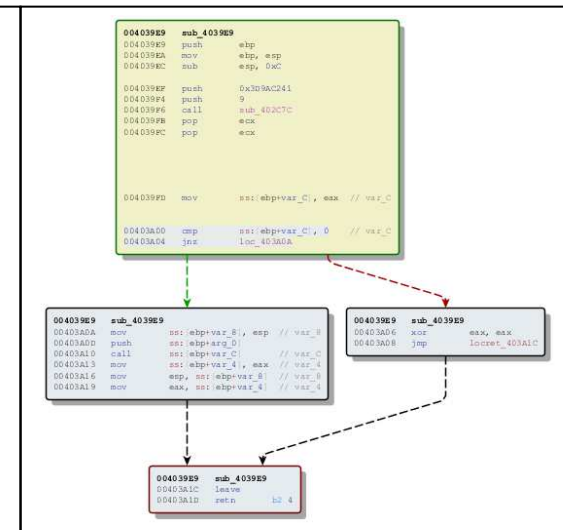 004039E9 sub_4039E9
004039E9 push ebp
004039EA mov ebp, esp
004039EC sub esp, 0xC
004039EF push 0x3D9AC241
004039F4 push 9
004039F6 call sub_402C7C
004039FB pop ecx
004039FC pop ecx
004039FD mov ss:[ebp+var_C], eax // var_C
00403A00 cmp ss:[ebp+var_C], 0 // var_C
00403A04 jnz loc_403A0A
004039E9 sub_4039E9
00403A0A mov ss:[ebp+var_8], esp // var_8
00403A0D push ss:[ebp+arg_0]
00403A10 call ss:[ebp+var_C] // var_C
00403A13 mov ss:[ebp+var_4], eax // var_4
00403A16 mov esp, ss:[ebp+var_8] // var_8
00403A19 mov eax, ss:[ebp+var_4] // var_4
004039E9 sub_4039E9
00403A06 xor eax, eax
00403A08 jmp locret_403A1C
004039E9 sub_4039E9
00403A1C leave
00403A1D retn b2 4